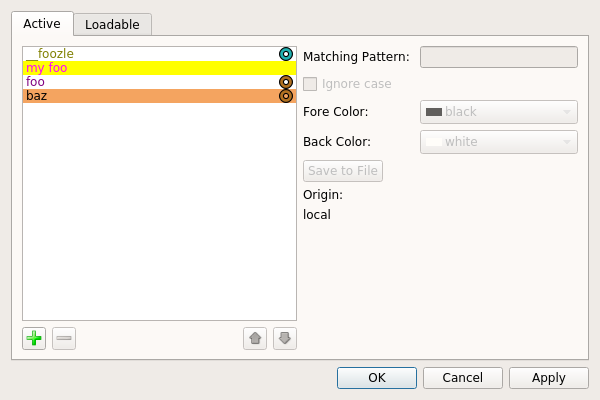 Active
Loadable
__foozle
my foo
foo
baz
Matching Pattern:
Ignore case
Fore Color:
black
Back Color:
white
Save to File
Origin:
local
OK
Cancel
Apply